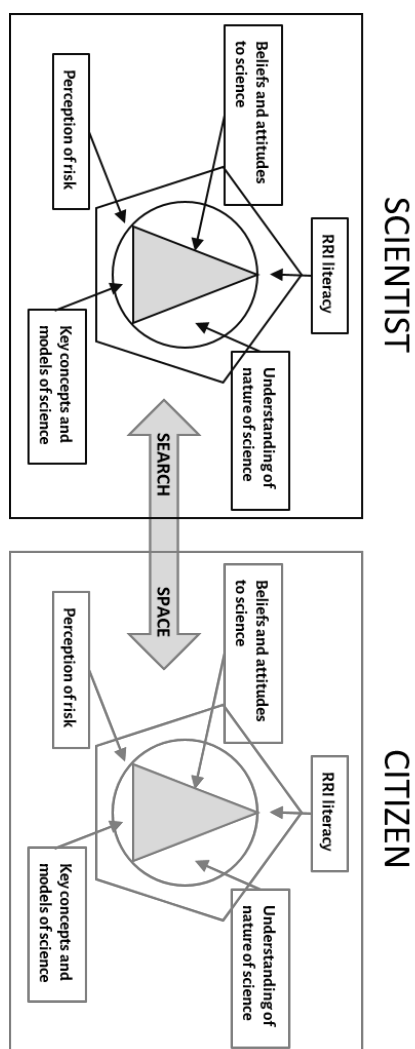 SCIENTIST
RRI literacy
Beliefs and attitudes
to science
Understanding of
nature of science
Perception of risk
Key concepts and
models of science
SEARCH
SPACE
CITIZEN
RRI literacy
Beliefs and attitudes
to science
Understanding of
nature of science
Perception of risk
Key concepts and
models of science